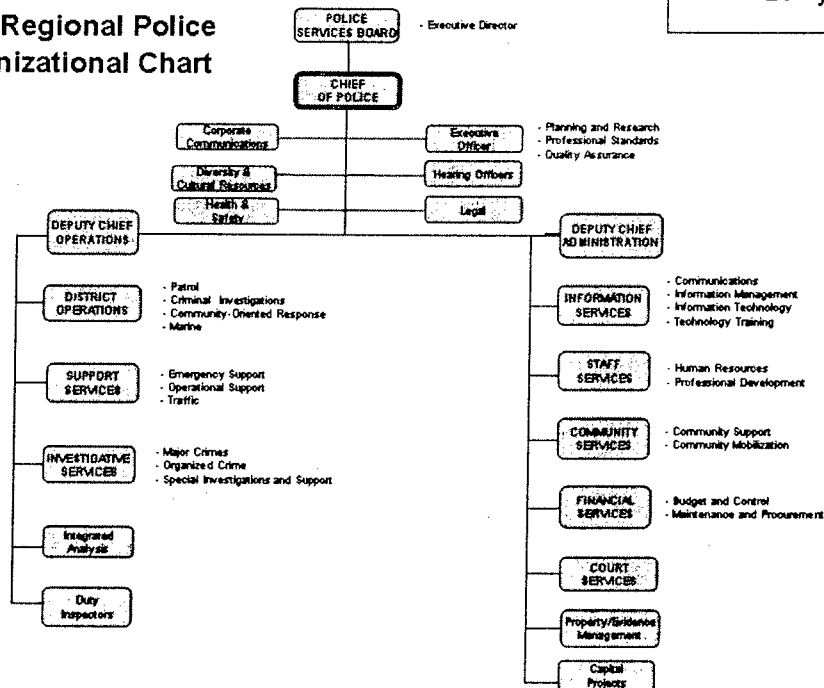 Regional Police
nizational Chart
POLICE
SERVICES BOARD
- Executive Director
CHIEF
OF POLICE
Corporate
Communications
Executive
Officer
- Planning and Research
- Professional Standards
- Quality Assurance
Diversity &
Cultural Resources
Hearing Officers
Health &
Safety
Legal
DEPUTY CHIEF
OPERATIONS
DEPUTY CHIEF
ADMINISTRATION
DISTRICT
OPERATIONS
- Patrol
- Criminal Investigations
- Community-Oriented Response
- Marine
INFORMATION
SERVICES
- Communications
- Information Management
- Information Technology
- Technology Training
SUPPORT
SERVICES
- Emergency Support
- Operational Support
- Traffic
STAFF
SERVICES
- Human Resources
- Professional Development
INVESTIGATIVE
SERVICES
- Major Crimes
- Organized Crime
- Special Investigations and Support
COMMUNITY
SERVICES
- Community Support
- Community Mobilization
FINANCIAL
SERVICES
- Budget and Control
- Maintenance and Procurement
Integrated
Analysis
COURT
SERVICES
Duty
Inspectors
Property/Evidence
Management
Capital
Projects